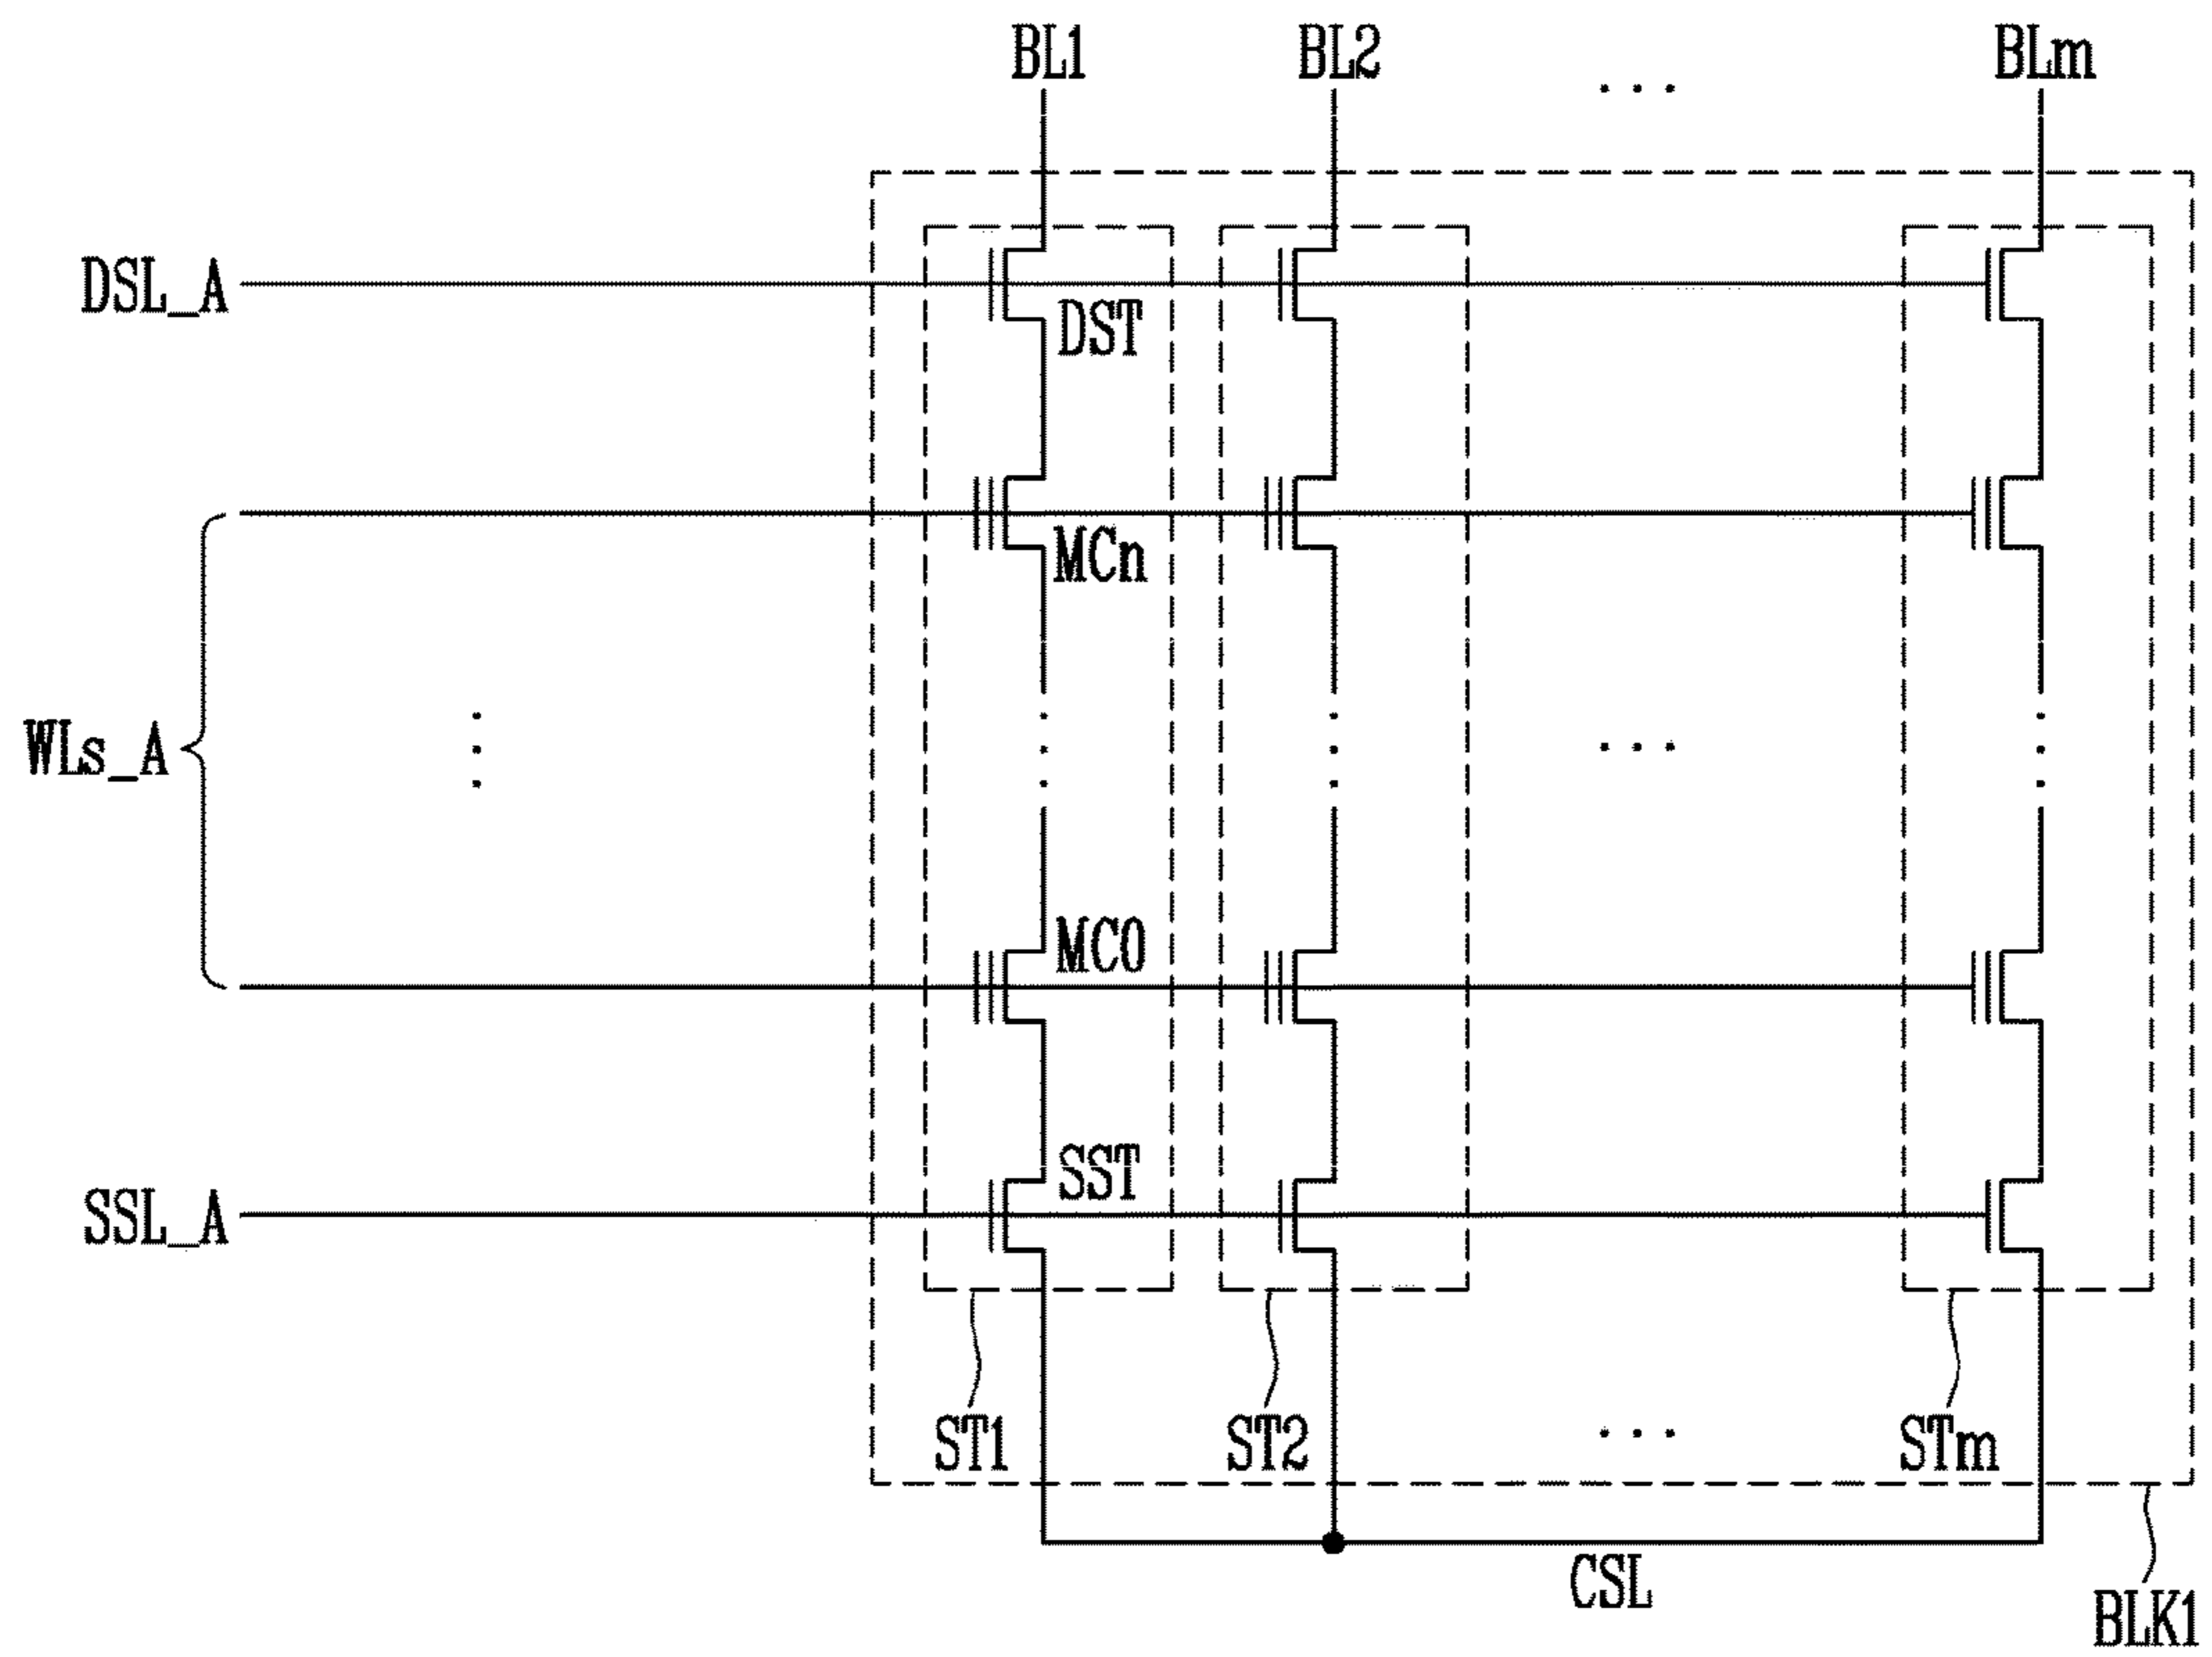 BL1 BL2 ... BLm
DSL_A
DST
MCn
WLs_A
MC0
SST
SSL_A
ST1 ST2 ... STm
CSL
BLK1